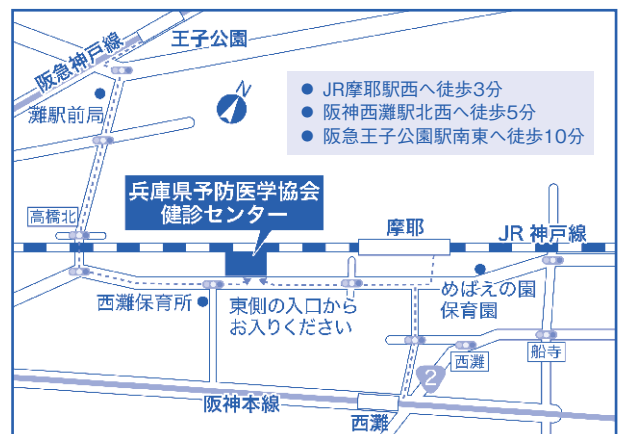 王子公園
阪急神戸線
● JR摩耶駅西へ徒歩3分
● 阪神西灘駅北西へ徒歩5分
● 阪急王子公園駅南東へ徒歩10分
N
灘駅前局
兵庫県予防医学協会
健診センター
高橋北
摩耶
JR 神戸線
西灘保育所
東側の入口から
お入りください
めばえの園
保育園
西灘
船寺
2
阪神本線
西灘